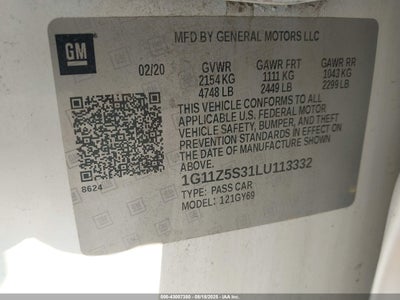 GM
MFD BY GENERAL MOTORS LLC
02/20
GVWR
2154 KG
4748 LB
GAWR FRT
1111 KG
2449 LB
GAWR RR
1043 KG
2299 LB
THIS VEHICLE CONFORMS TO ALL
APPLICABLE U.S. FEDERAL MOTOR
VEHICLE SAFETY, BUMPER, AND THEFT
PREVENTION STANDARDS IN EFFECT ON
THE DATE OF MANUFACTURE SHOWN
ABOVE.
1G11Z5S31LU113332
TYPE: PASS CAR
MODEL: 121GY69
8624